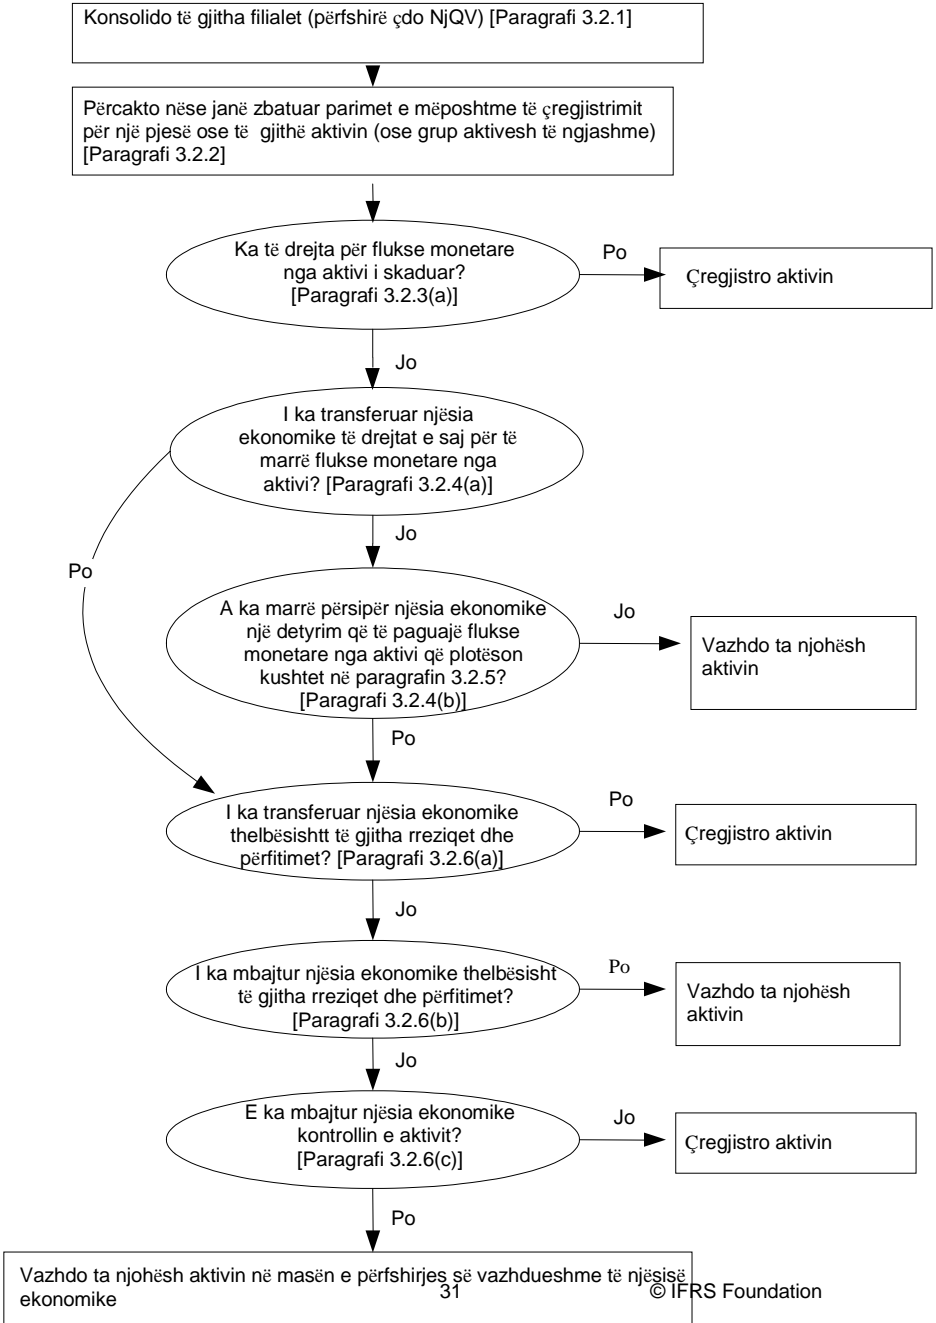 Konsolido të gjitha filialet (përfshirë çdo NjQV) [Paragrafi 3.2.1]
Përcakto nëse janë zbatuar parimet e mëposhtme të çregjistrimit
për një pjesë ose të gjithë aktivin (ose grup aktivesh të ngjashme)
[Paragrafi 3.2.2]
Ka të drejta për flukse monetare
nga aktivi i skaduar?
[Paragrafi 3.2.3(a)]
Po
Çregjistro aktivin
Jo
I ka transferuar njësia
ekonomike të drejtat e saj për të
marrë flukse monetare nga
aktivi? [Paragrafi 3.2.4(a)]
Jo
Po
A ka marrë përsipër njësia ekonomike
një detyrim që të paguajë flukse
monetare nga aktivi që plotëson
kushtet në paragrafin 3.2.5?
[Paragrafi 3.2.4(b)]
Jo
Vazhdo ta njohësh
aktivin
Po
I ka transferuar njësia ekonomike
thelbësishtt të gjitha rreziqet dhe
përfitimet? [Paragrafi 3.2.6(a)]
Po
Çregjistro aktivin
Jo
I ka mbajtur njësia ekonomike thelbësisht
të gjitha rreziqet dhe përfitimet?
[Paragrafi 3.2.6(b)]
Po
Vazhdo ta njohësh
aktivin
Jo
E ka mbajtur njësia ekonomike
kontrollin e aktivit?
[Paragrafi 3.2.6(c)]
Jo
Çregjistro aktivin
Po
Vazhdo ta njohësh aktivin në masën e përfshirjes së vazhdueshme të njësisë
ekonomike
31
© IFRS Foundation